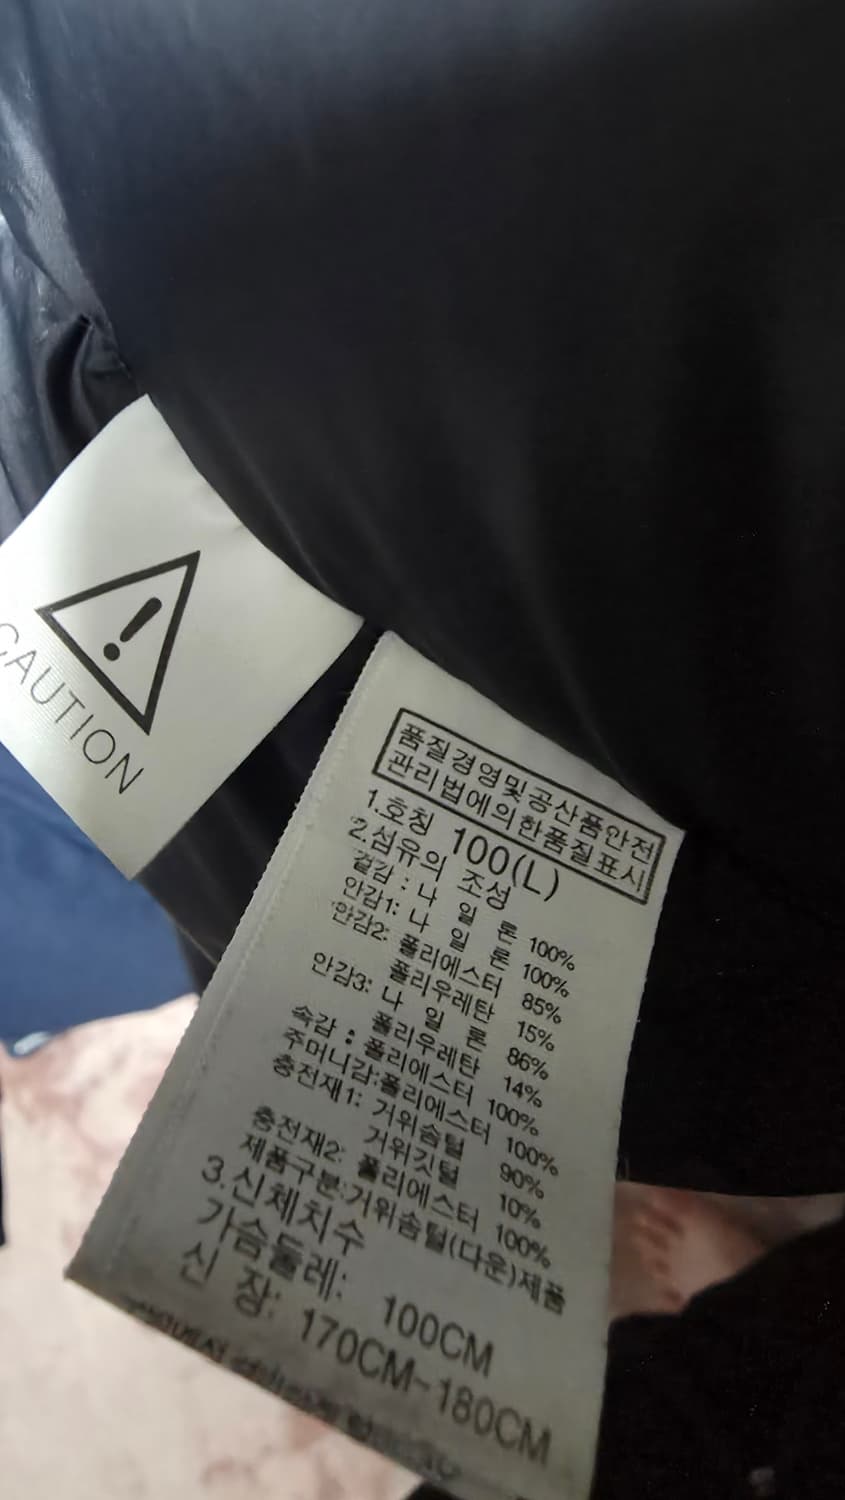 CAUTION
품질경영및공산품안전
관리법에의한품질표시
1.호칭 100(L)
2.섬유의 조성
겉감 : 나 일 론 100%
안감1: 나 일 론 100%
안감2: 폴리에스터 85%
폴리우레탄 15%
안감3: 나 일 론 86%
폴리우레탄 14%
속감 : 폴리에스터 100%
주머니감:폴리에스터 100%
충전재1: 거위솜털 90%
거위깃털 10%
충전재2: 폴리에스터 100%
제품구분:거위솜털(다운)제품
3.신체치수
가슴둘레: 100CM
신 장: 170CM~180CM